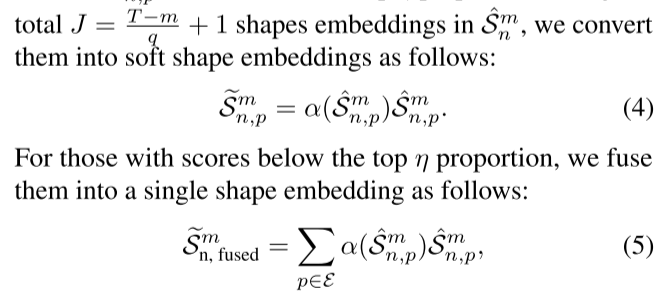 total $J = \frac{T-m}{q} + 1$ shapes embeddings in $\hat{\mathcal{S}}_n^m$, we convert
them into soft shape embeddings as follows:
$\widetilde{\mathcal{S}}_{n,p}^m = \alpha(\hat{\mathcal{S}}_{n,p}^m)\hat{\mathcal{S}}_{n,p}^m.$ (4)
For those with scores below the top $\eta$ proportion, we fuse
them into a single shape embedding as follows:
$\widetilde{\mathcal{S}}_{\text{n, fused}}^m = \sum_{p \in \mathcal{E}} \alpha(\hat{\mathcal{S}}_{n,p}^m)\hat{\mathcal{S}}_{n,p}^m,$ (5)